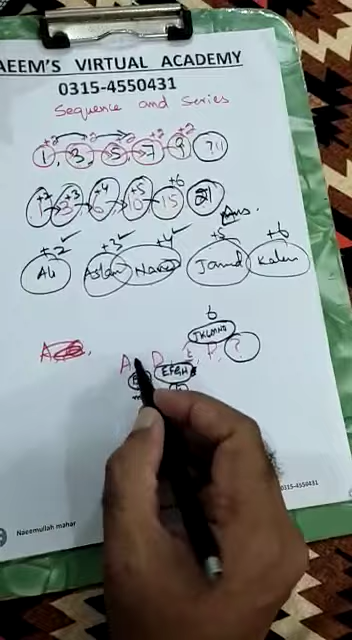 NAEEM'S VIRTUAL ACADEMY
0315-4550431
Sequence and Series
+2 +2 +2 +2 +2
1, 3, 5, 7, 9 ?11
+2 +3 +4 +5 +6
1 3 6 10 15 21
Ans.
+2 +3 +4 +5 +6
Ali Aslam Naveed Javed Kaleem
6
JKLMNO
A D, I, P, ?
EFGH
0315-4550431
Naeemullah mahar